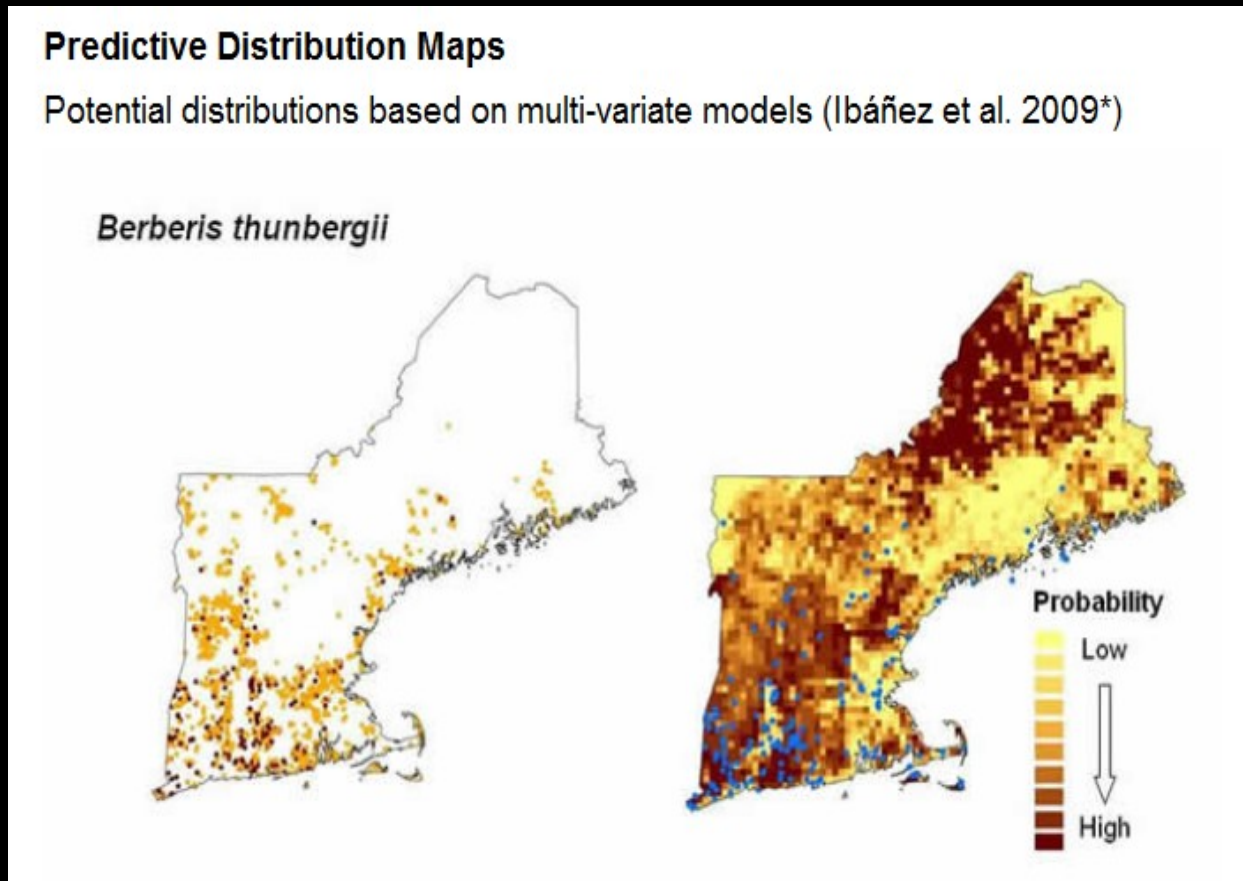 Predictive Distribution Maps
Potential distributions based on multi-variate models (Ibáñez et al. 2009*)
Berberis thunbergii
Probability
Low
High